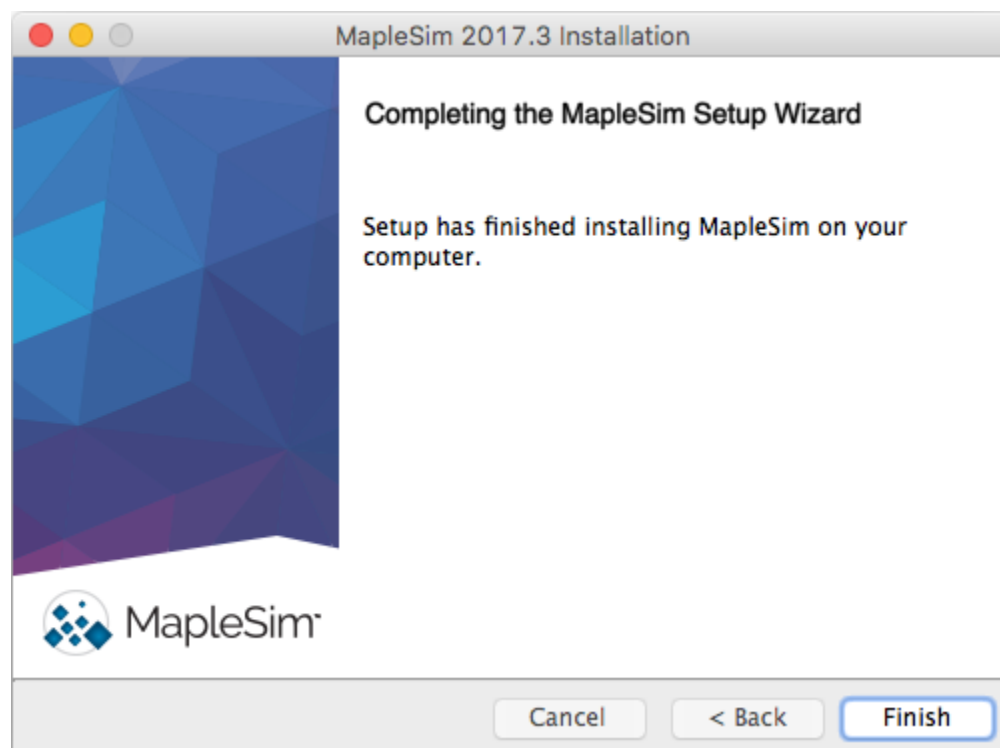 MapleSim 2017.3 Installation
Completing the MapleSim Setup Wizard
Setup has finished installing MapleSim on your
computer.
MapleSim™
Cancel
< Back
Finish